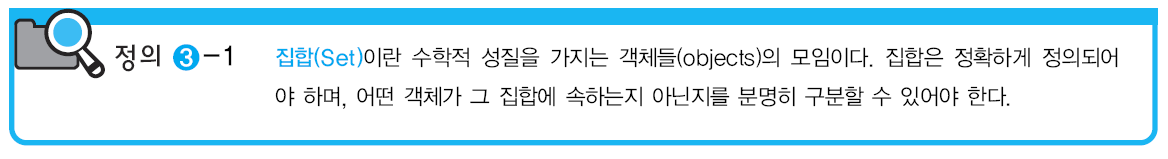 정의 3-1 집합(Set)이란 수학적 성질을 가지는 객체들(objects)의 모임이다. 집합은 정확하게 정의되어
야 하며, 어떤 객체가 그 집합에 속하는지 아닌지를 분명히 구분할 수 있어야 한다.